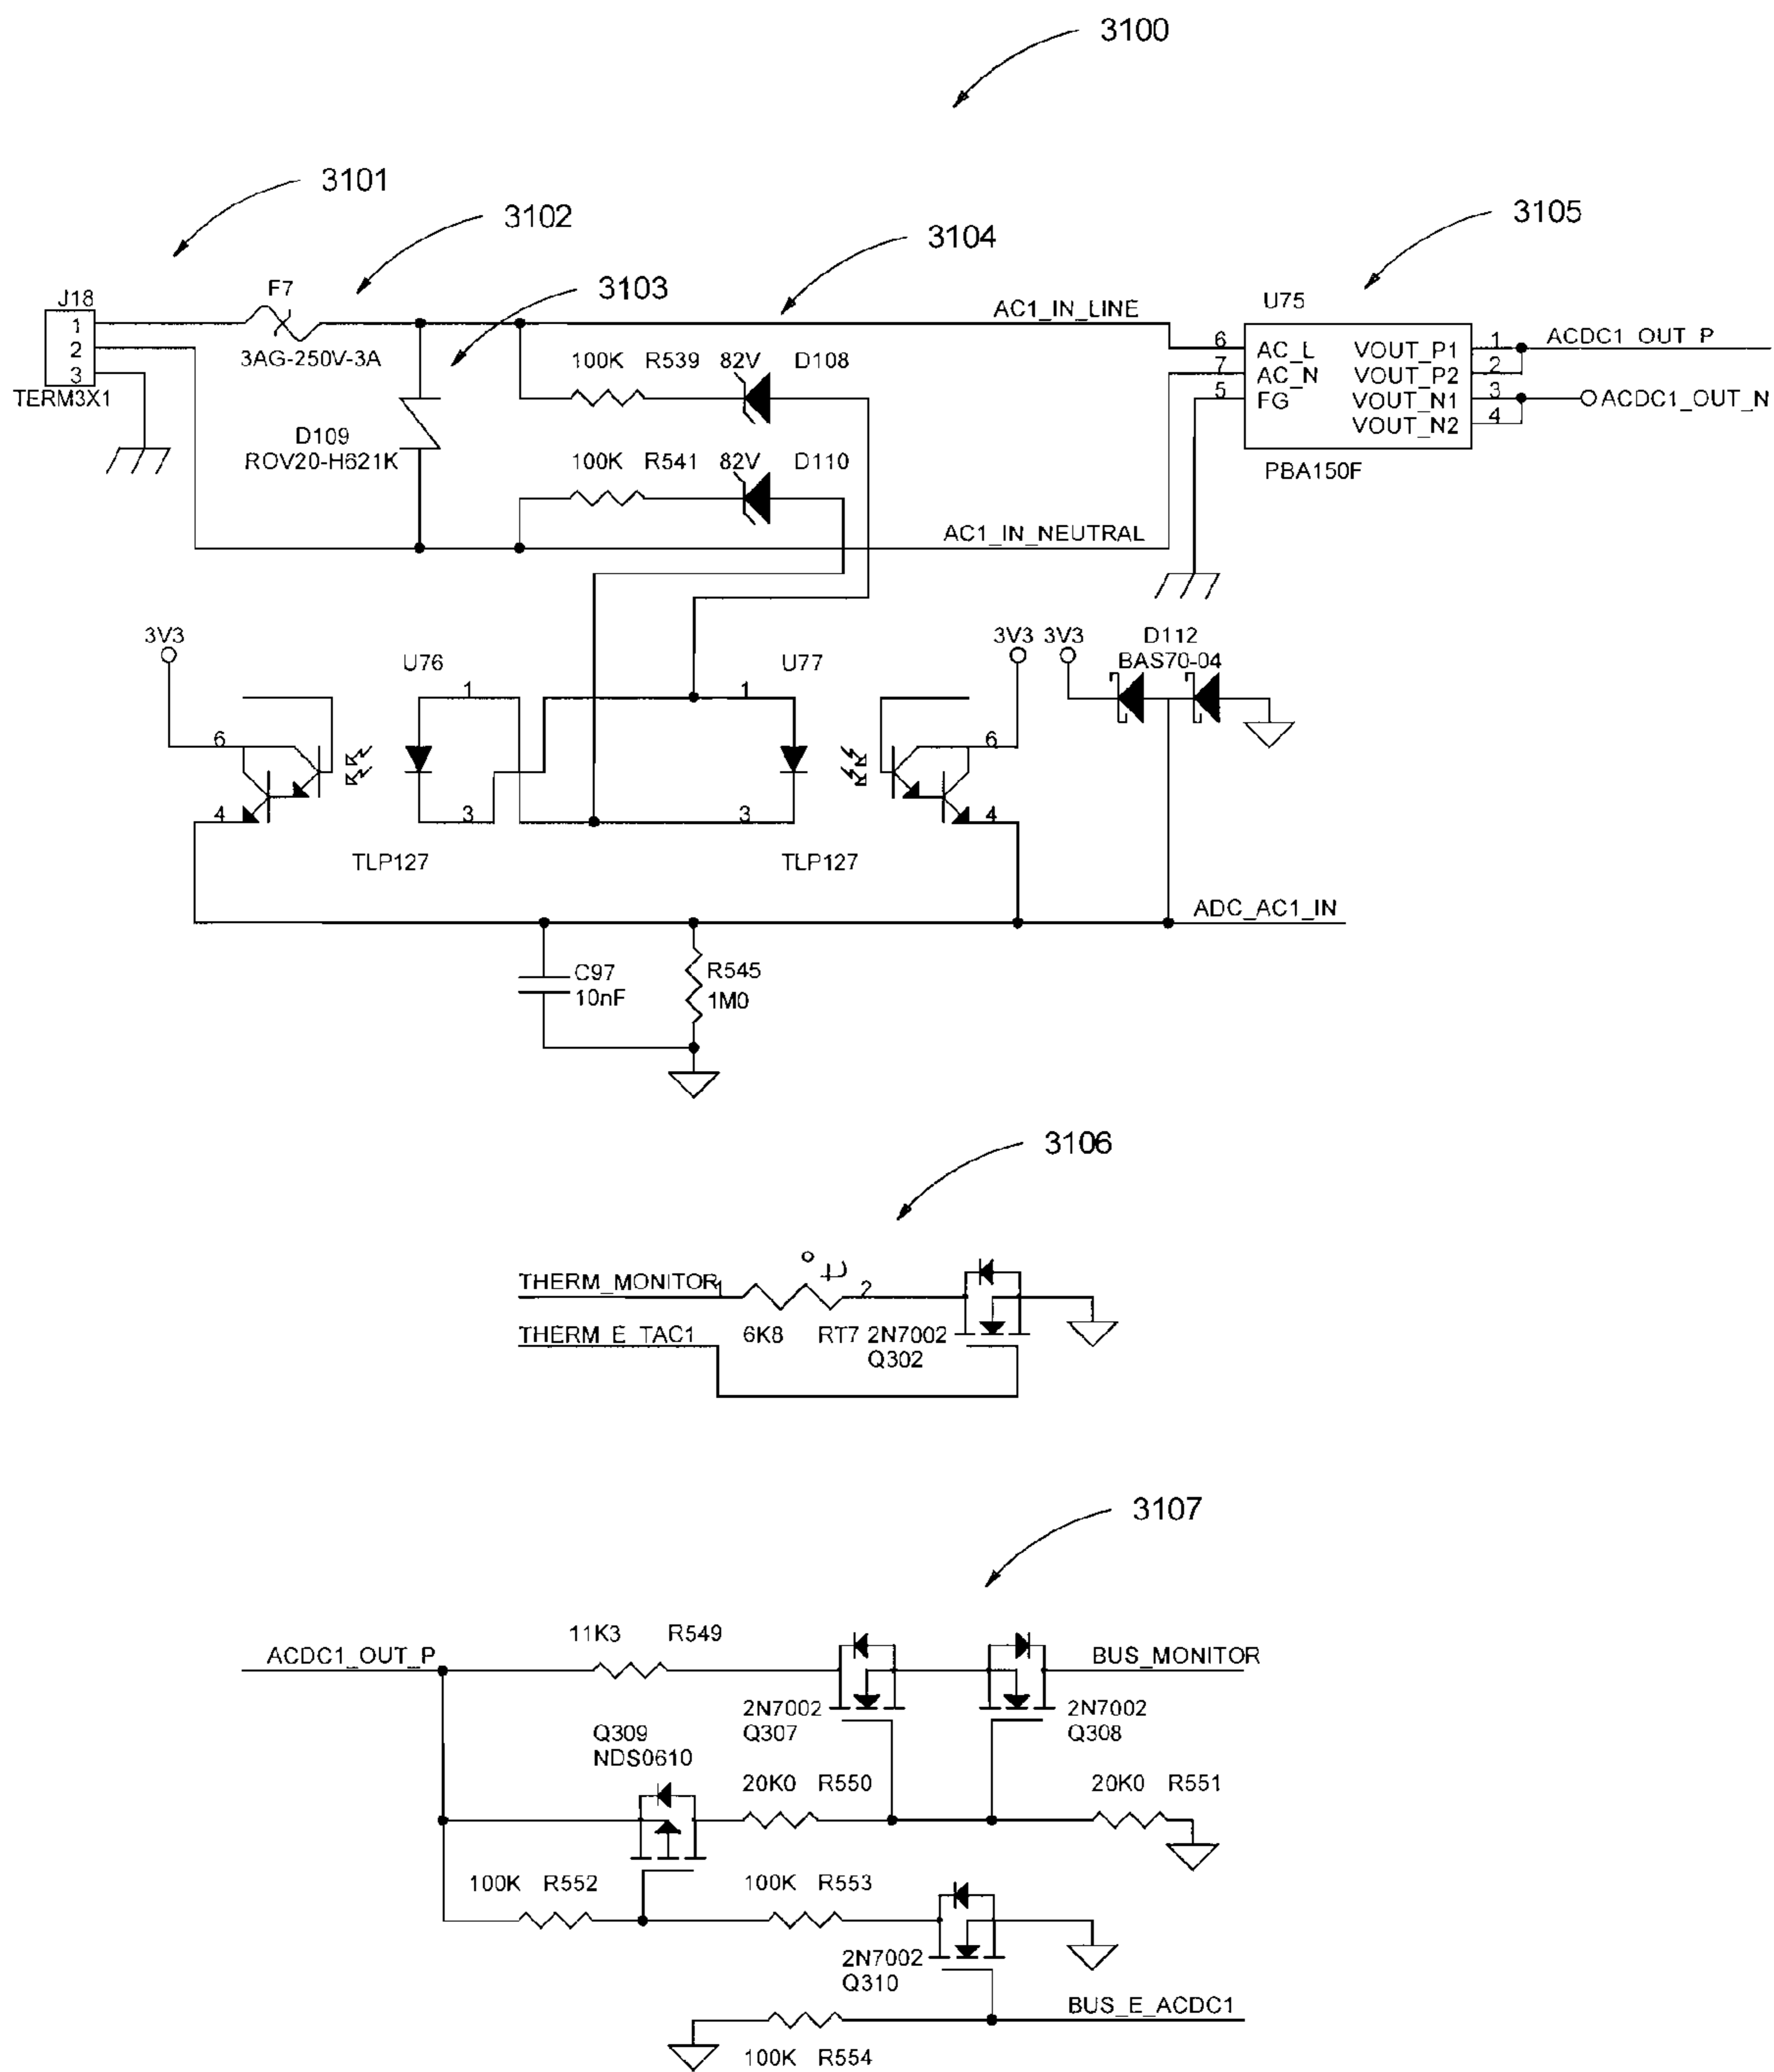 3100
3101
3102
3104
3105
3103
J18
F7
AC1_IN_LINE
U75
1
2
3
3AG-250V-3A
TERM3X1
100K R539 82V D108
6 AC_L VOUT_P1 1 ACDC1_OUT_P
7 AC_N VOUT_P2 2
5 FG VOUT_N1 3 ACDC1_OUT_N
VOUT_N2 4
D109
ROV20-H621K
100K R541 82V D110
PBA150F
AC1_IN_NEUTRAL
3V3
U76
U77
3V3 3V3
D112
BAS70-04
1
1
6
6
4
3
3
4
TLP127
TLP127
ADC_AC1_IN
C97
10nF
R545
1M0
3106
THERM_MONITOR
1
2
THERM_E_TAC1
6K8 RT7 2N7002
Q302
3107
11K3 R549
ACDC1_OUT_P
BUS_MONITOR
2N7002
Q307
2N7002
Q308
Q309
NDS0610
20K0 R550
20K0 R551
100K R552
100K R553
2N7002
Q310
BUS_E_ACDC1
100K R554